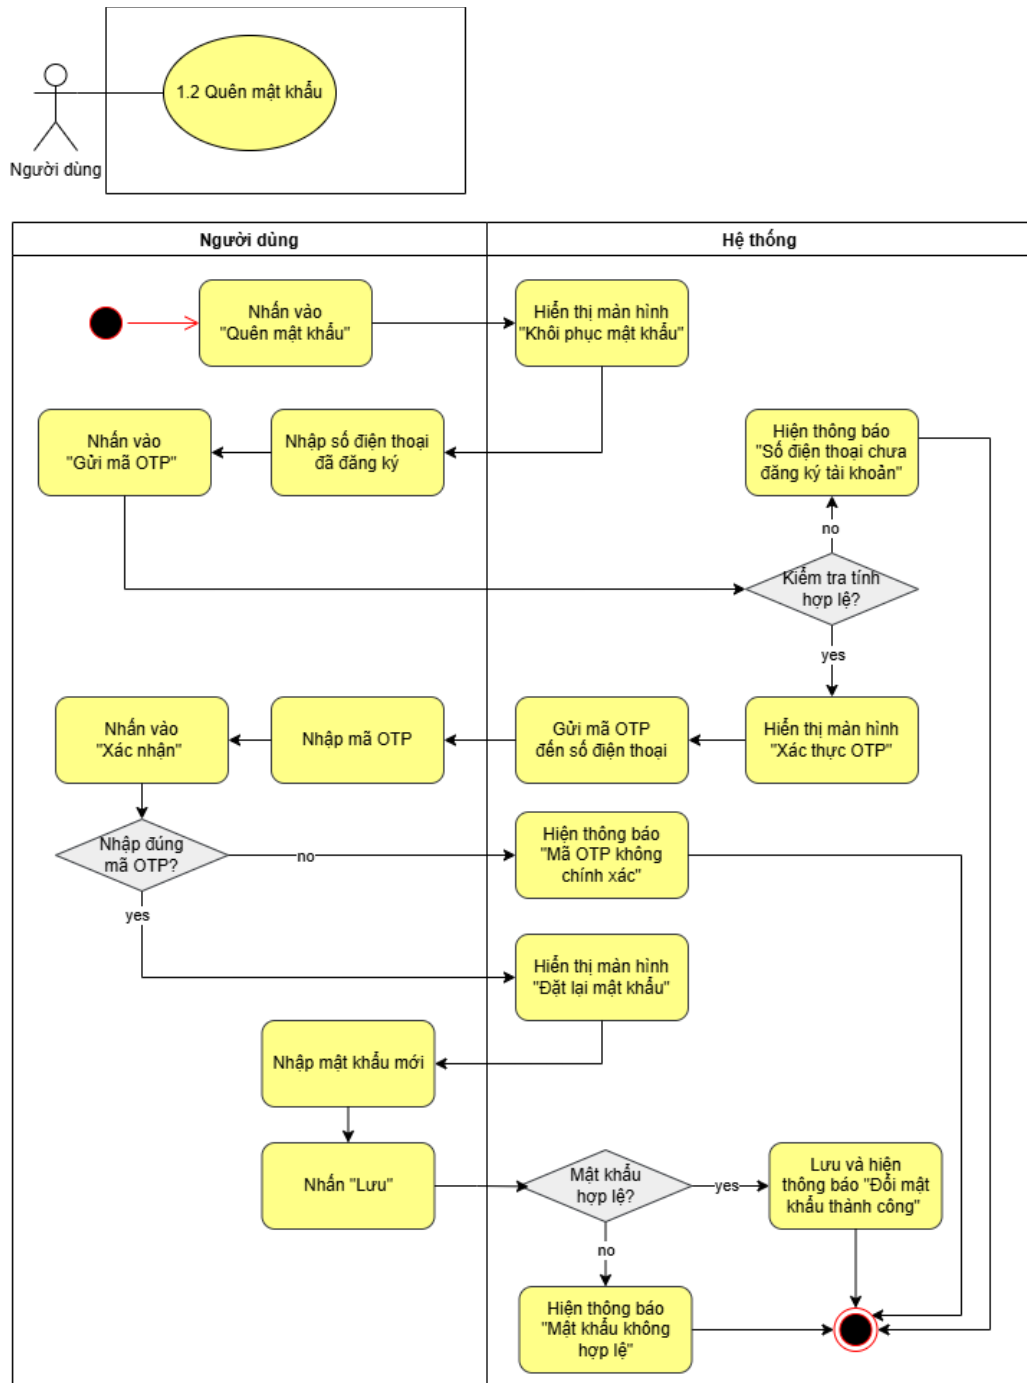 1.2 Quên mật khẩu
Người dùng
Người dùng
Hệ thống
Nhấn vào
"Quên mật khẩu"
Hiển thị màn hình
"Khôi phục mật khẩu"
Nhấn vào
"Gửi mã OTP"
Nhập số điện thoại
đã đăng ký
Hiện thông báo
"Số điện thoại chưa
đăng ký tài khoản"
no
Kiểm tra tính
hợp lệ?
yes
Nhấn vào
"Xác nhận"
Nhập mã OTP
Gửi mã OTP
đến số điện thoại
Hiển thị màn hình
"Xác thực OTP"
Nhập đúng
mã OTP?
no
Hiện thông báo
"Mã OTP không
chính xác"
yes
Hiển thị màn hình
"Đặt lại mật khẩu"
Nhập mật khẩu mới
Nhấn "Lưu"
Mật khẩu
hợp lệ?
yes
Lưu và hiện
thông báo "Đổi mật
khẩu thành công"
no
Hiện thông báo
"Mật khẩu không
hợp lệ"